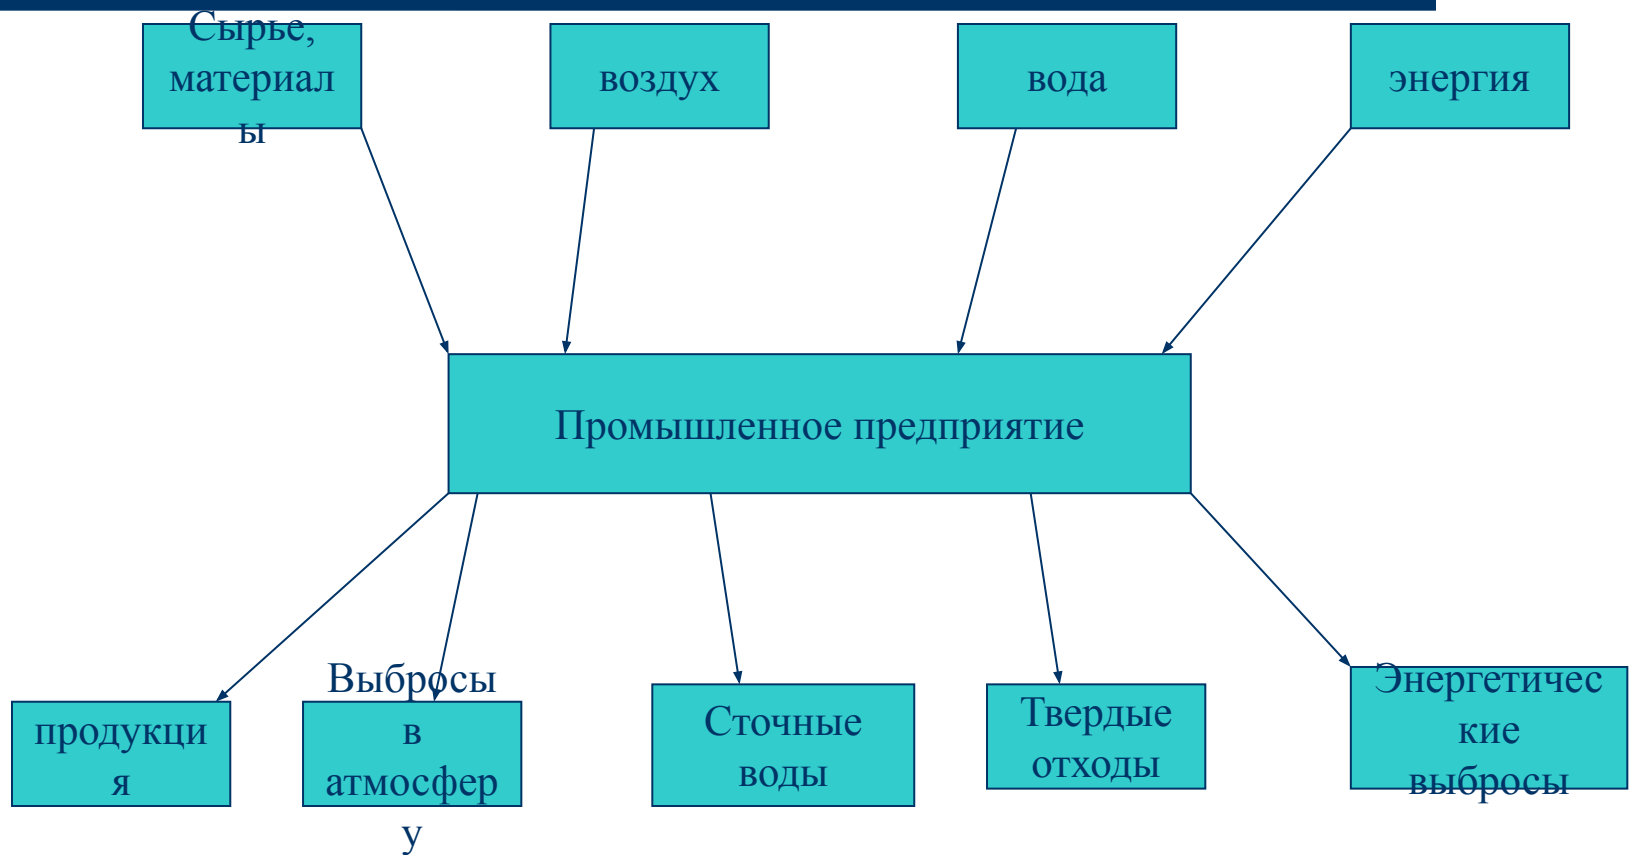 Сырье,
материал
ы
воздух
вода
энергия
Промышленное предприятие
продукци
я
Выбросы
в
атмосфер
у
Сточные
воды
Твердые
отходы
Энергетичес
кие
выбросы